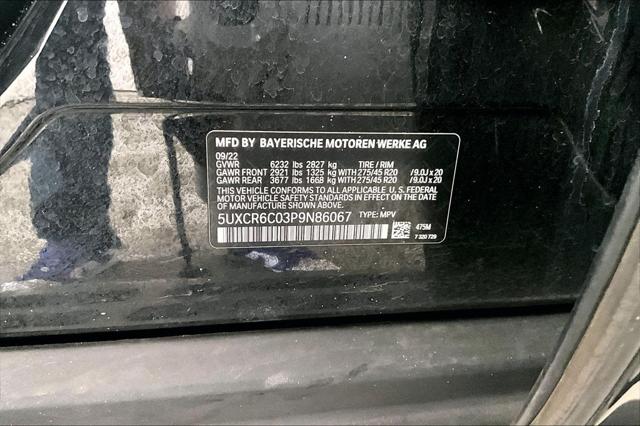 MFD BY BAYERISCHE MOTOREN WERKE AG
09/22
GVWR 6232 lbs 2827 kg TIRE / RIM
GAWR FRONT 2921 lbs 1325 kg WITH 275/45 R20 /9.0J x 20
GAWR REAR 3677 lbs 1668 kg WITH 275/45 R20 /9.0J x 20
THIS VEHICLE CONFORMS TO ALL APPLICABLE U. S. FEDERAL
MOTOR VEHICLE SAFETY STANDARDS IN EFFECT ON THE DATE OF
MANUFACTURE SHOWN ABOVE.
5UXCR6C03P9N86067 TYPE: MPV
475M
7 320 729